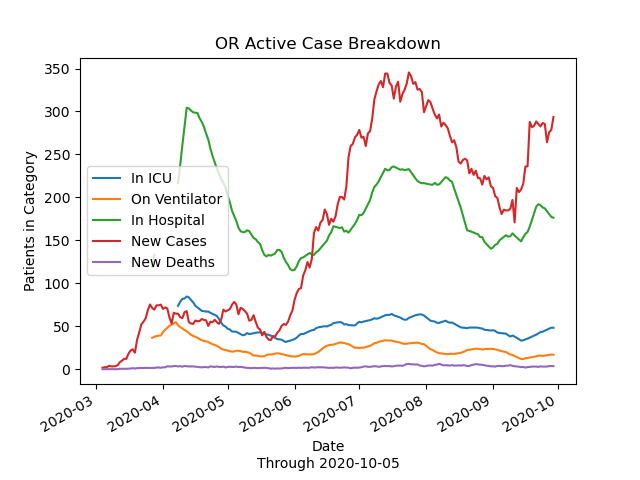 OR Active Case Breakdown
350
300
250
200
150
100
50
0
Patients in Category
In ICU
On Ventilator
In Hospital
New Cases
New Deaths
2020-03
2020-04
2020-05
2020-06
2020-07
2020-08
2020-09
2020-10
Date
Through 2020-10-05